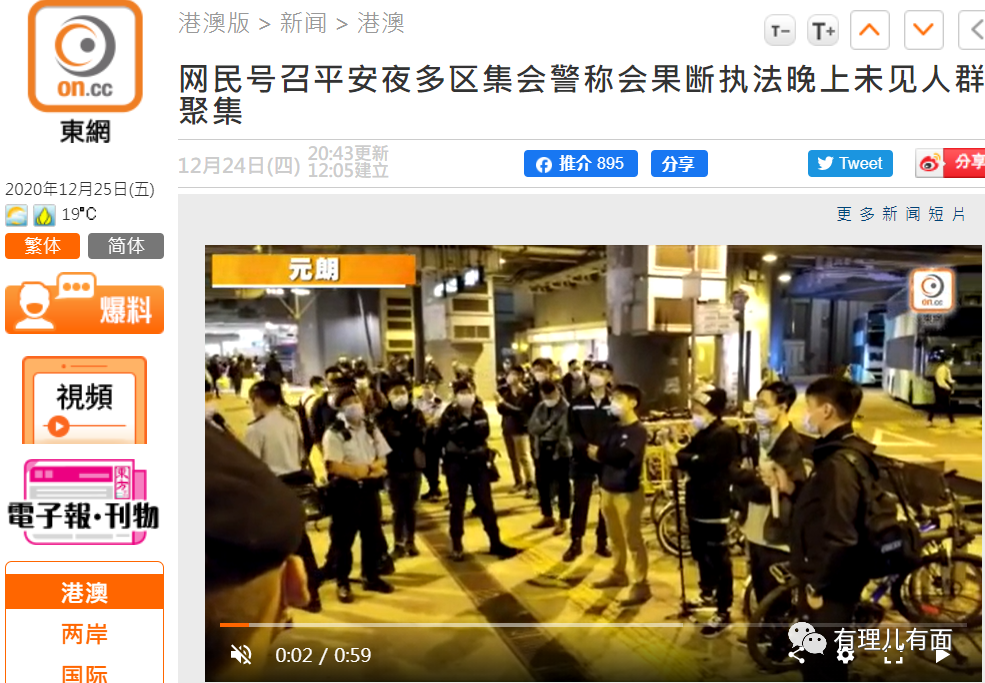 on.cc
東網
2020年12月25日(五)
19°C
繁体
简体
爆料
視頻
東方
電子報·刊物
港澳
两岸
国际
港澳版 > 新闻 > 港澳
T-
T+
网民号召平安夜多区集会警称会果断执法晚上未见人群
聚集
12月24日(四)
20:43更新
12:05建立
推介 895
分享
Tweet
分享
更多新闻短片
元朗
on.cc
東網
0:02 / 0:59
有理儿有面